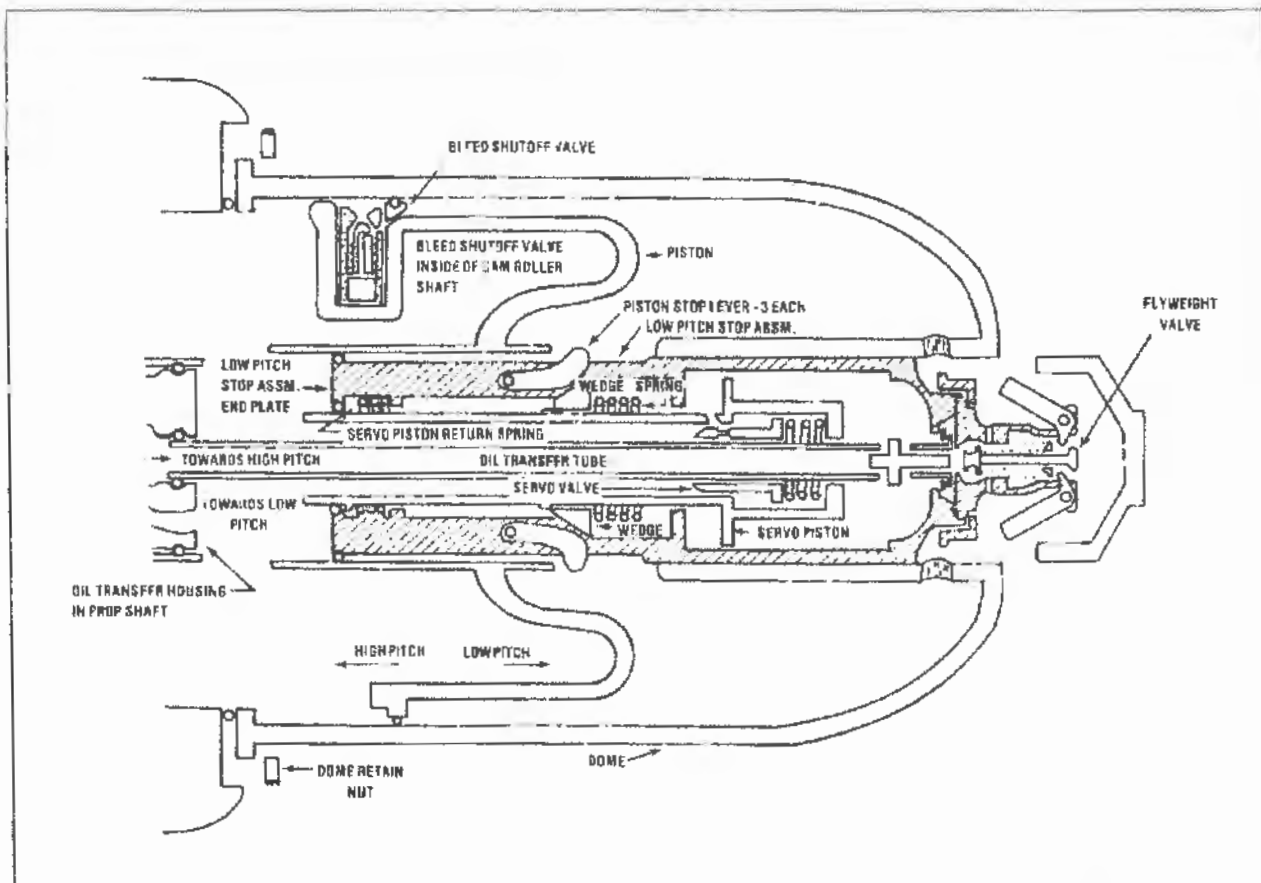 BLEED SHUTOFF VALVE
BLEED SHUTOFF VALVE
INSIDE OF CAM ROLLER
SHAFT
PISTON
PISTON STOP LEVER - 3 EACH
LOW PITCH STOP ASSM.
FLYWEIGHT
VALVE
LOW PITCH
STOP ASSM.
END PLATE
WEDGE SPRING
SERVO PISTON RETURN SPRING
TOWARDS HIGH PITCH
OIL TRANSFER TUBE
SERVO VALVE
TOWARDS LOW
PITCH
WEDGE
SERVO PISTON
OIL TRANSFER HOUSING
IN PROP SHAFT
HIGH PITCH
LOW PITCH
DOME
DOME RETAIN
NUT